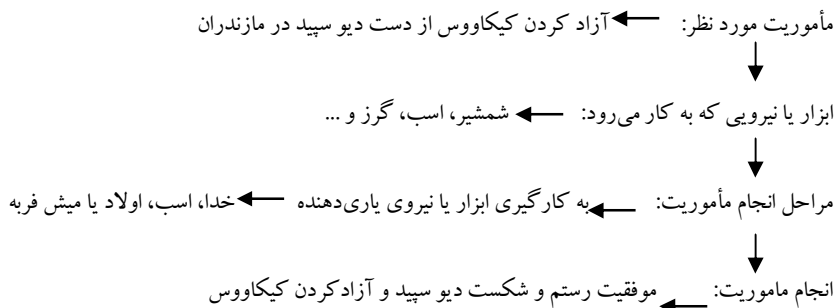 مأموریت مورد نظر: آزاد کردن کیکاووس از دست دیو سپید در مازندران
ابزار یا نیرویی که به کار می‌رود: شمشیر، اسب، گرز و ...
مراحل انجام مأموریت: به کارگیری ابزار یا نیروی یاری‌دهنده خدا، اسب، اولاد یا میش فربه
انجام ماموریت: موفقیت رستم و شکست دیو سپید و آزادکردن کیکاووس